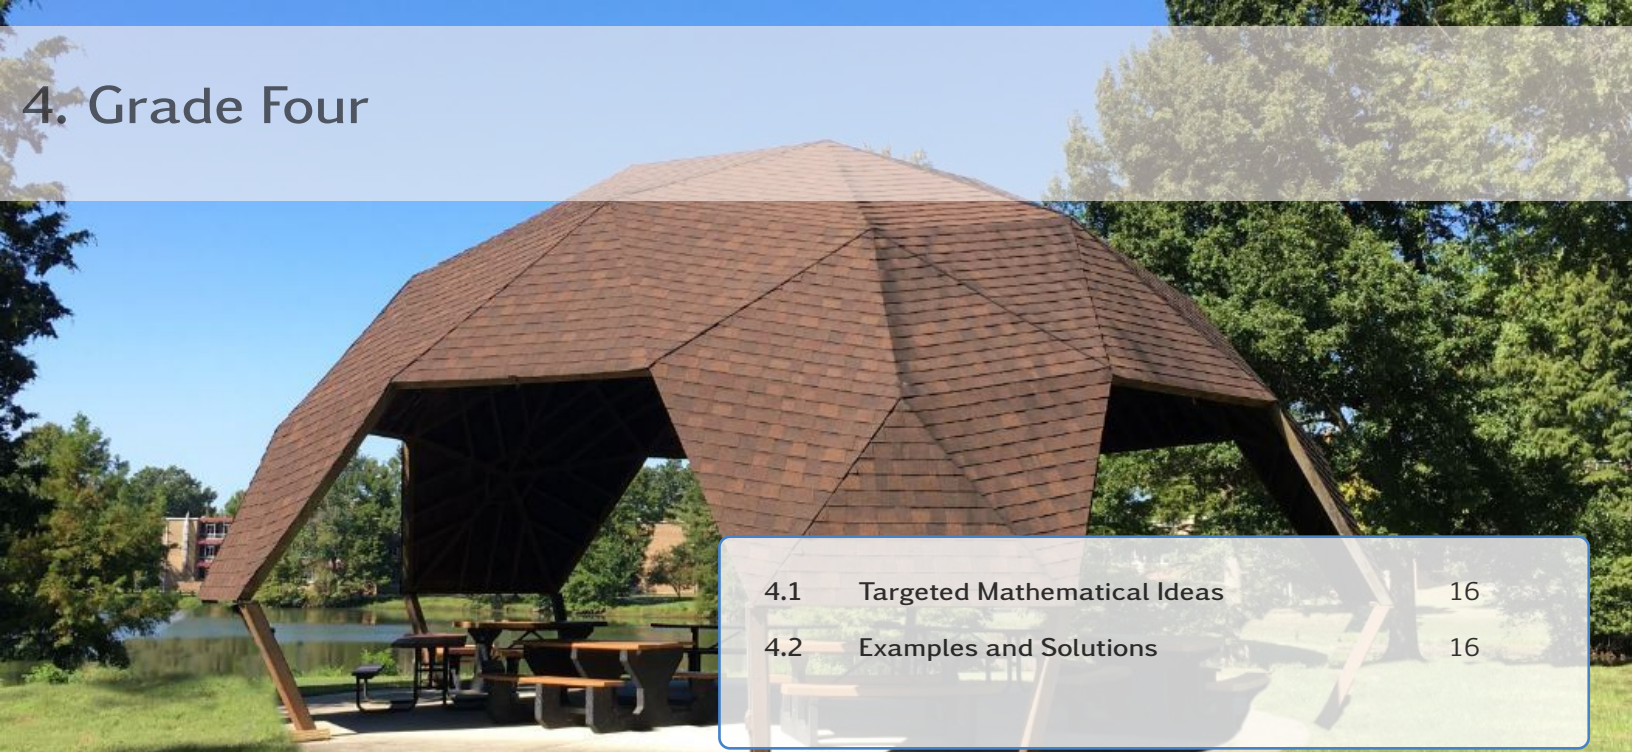 4. Grade Four
4.1 Targeted Mathematical Ideas 16
4.2 Examples and Solutions 16